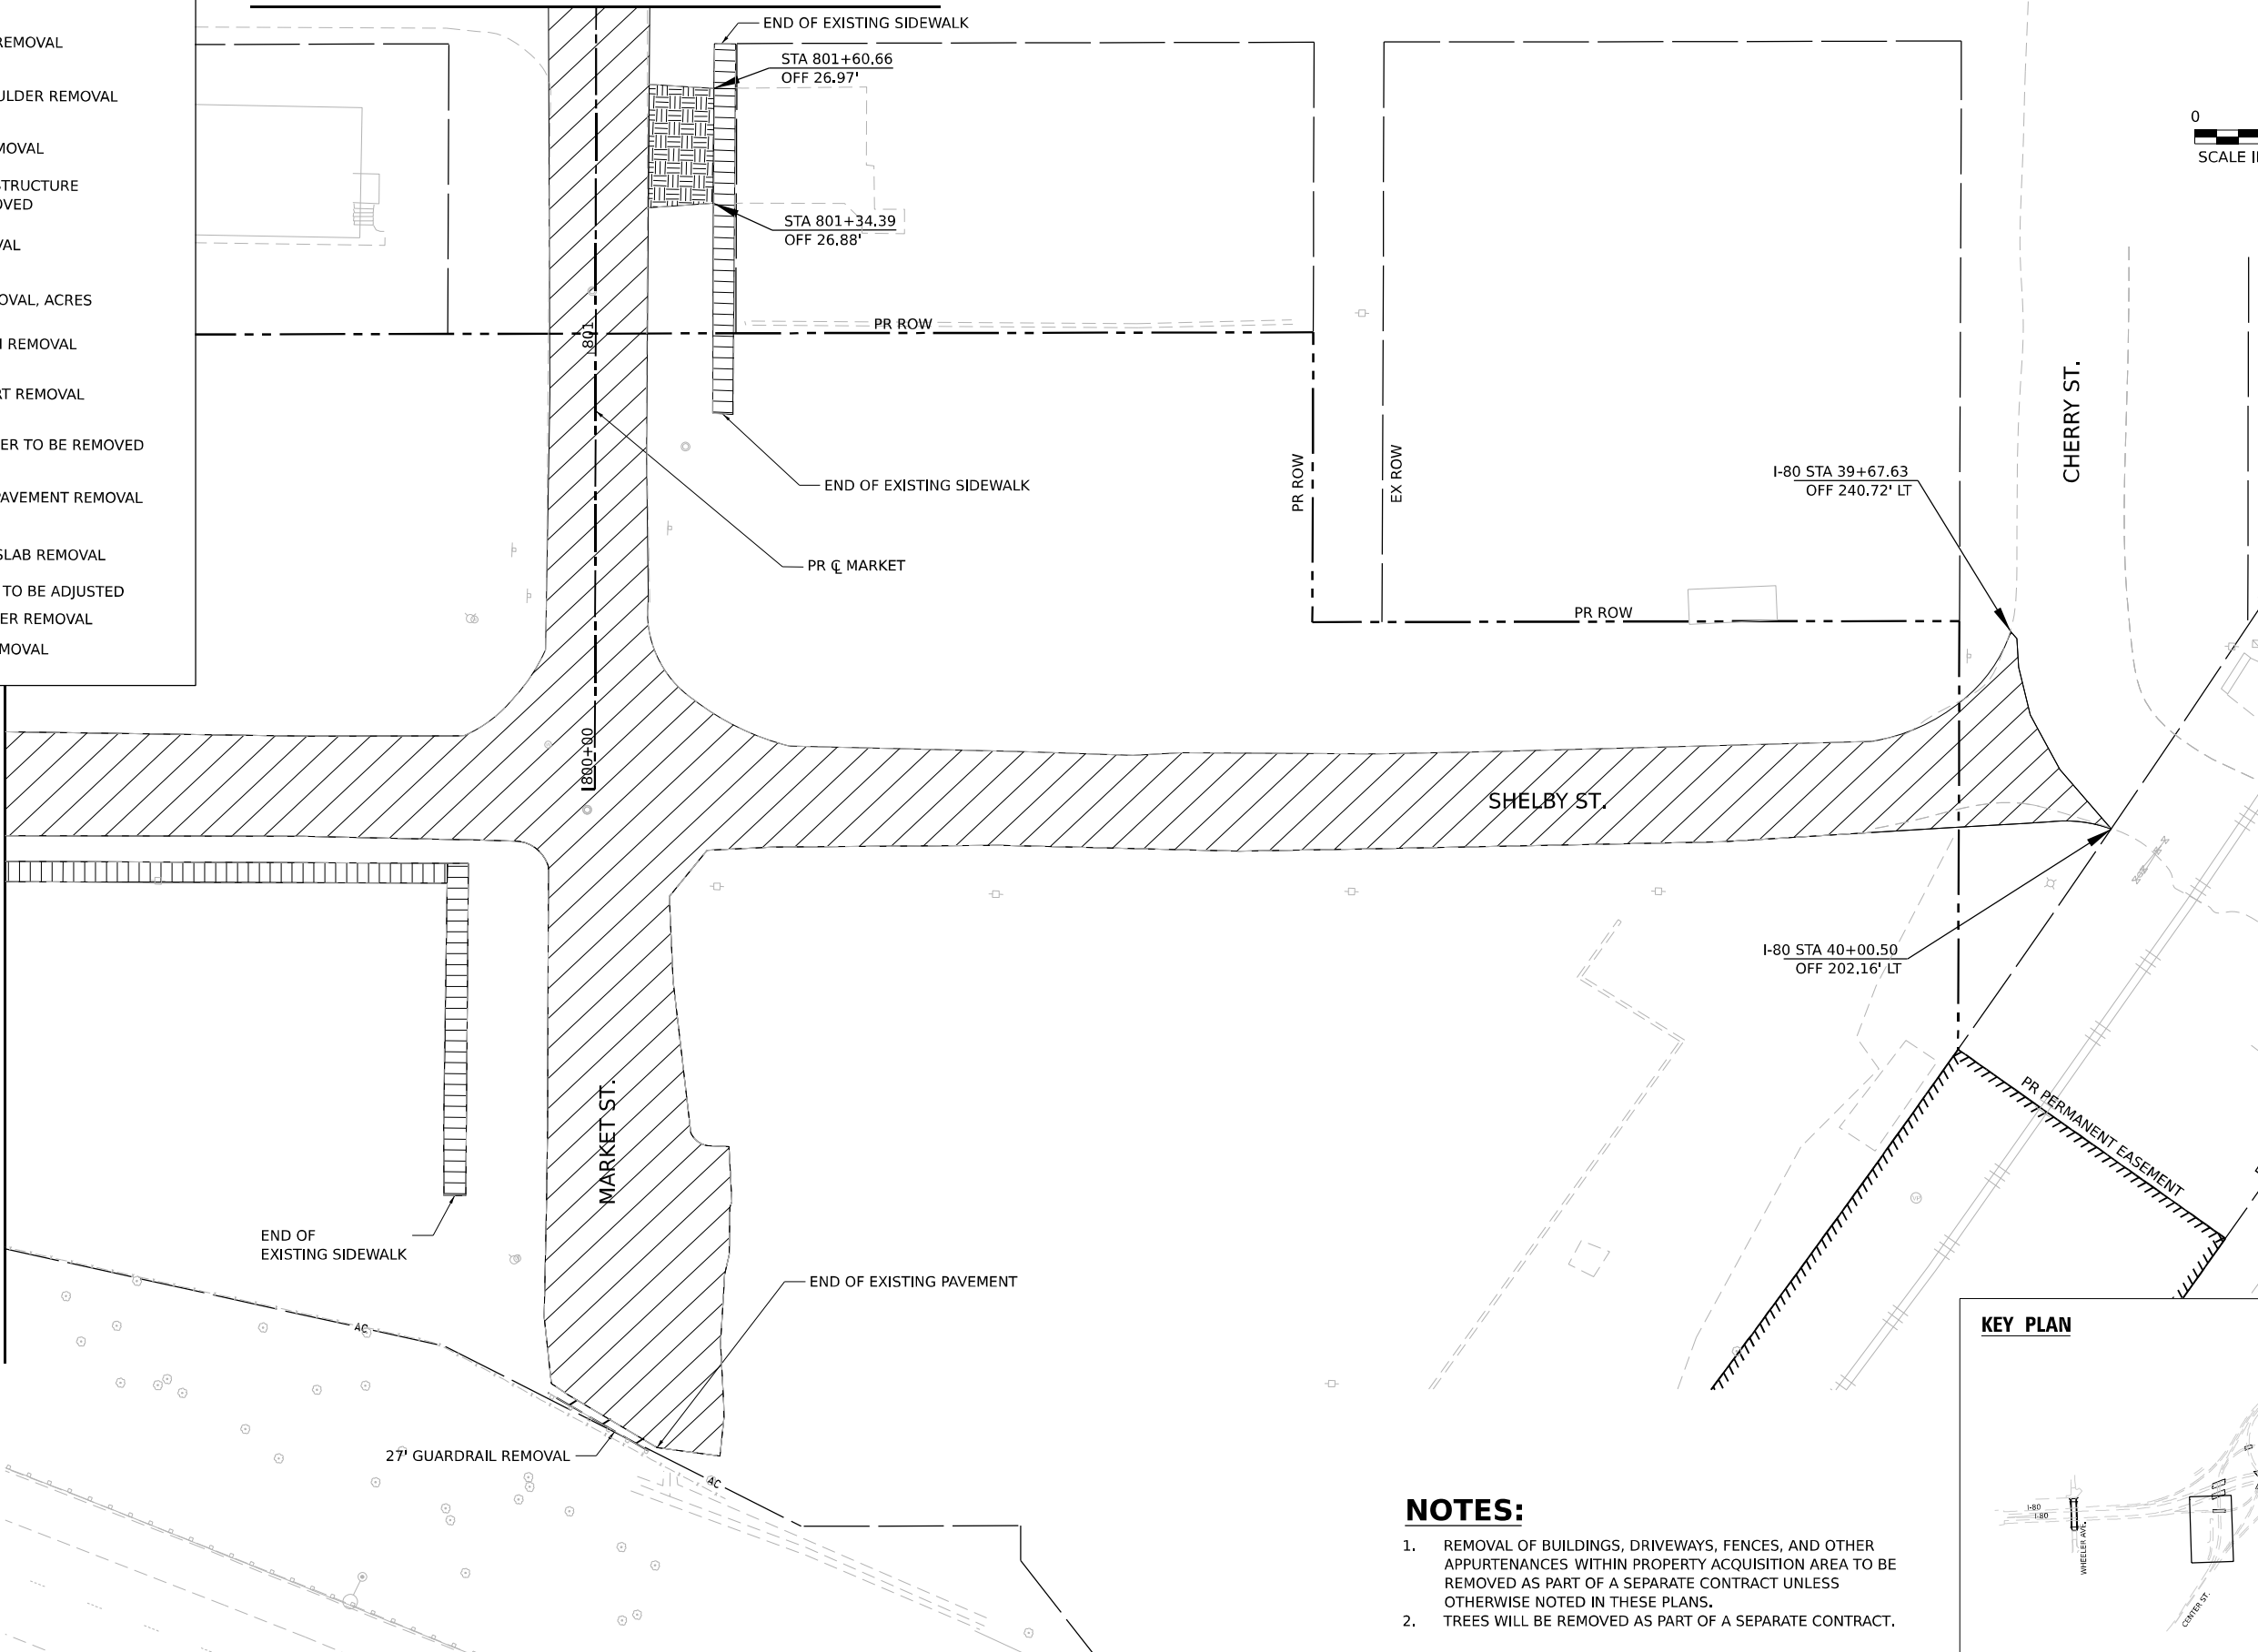 REMOVAL
ULDER REMOVAL
MOVAL
STRUCTURE
OVED
VAL
OVAL, ACRES
REMOVAL
RT REMOVAL
ER TO BE REMOVED
PAVEMENT REMOVAL
SLAB REMOVAL
TO BE ADJUSTED
ER REMOVAL
MOVAL
END OF EXISTING SIDEWALK
STA 801+60.66
OFF 26.97'
STA 801+34.39
OFF 26.88'
801
PR ROW
END OF EXISTING SIDEWALK
PR ℄ MARKET
800+00
PR ROW
EX ROW
PR ROW
CHERRY ST.
0
SCALE I
I-80 STA 39+67.63
OFF 240.72' LT
SHELBY ST.
I-80 STA 40+00.50
OFF 202.16' LT
MARKET ST.
PR PERMANENT EASEMENT
END OF
EXISTING SIDEWALK
END OF EXISTING PAVEMENT
AC
27' GUARDRAIL REMOVAL
AC
NOTES:
1. REMOVAL OF BUILDINGS, DRIVEWAYS, FENCES, AND OTHER
APPURTENANCES WITHIN PROPERTY ACQUISITION AREA TO BE
REMOVED AS PART OF A SEPARATE CONTRACT UNLESS
OTHERWISE NOTED IN THESE PLANS.
2. TREES WILL BE REMOVED AS PART OF A SEPARATE CONTRACT.
KEY PLAN
I-80
I-80
WHEELER AVE.
CENTER ST.